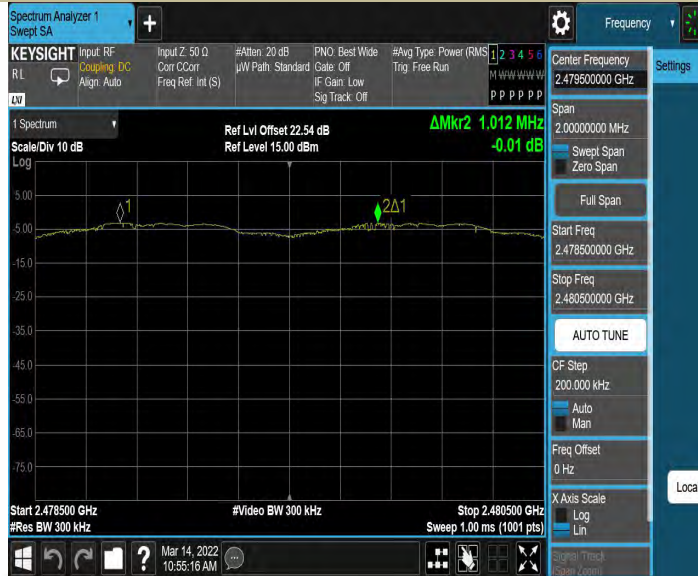 Spectrum Analyzer 1
Swept SA
+
Frequency
KEYSIGHT
RL
LXI
Input: RF
Coupling: DC
Align: Auto
Input Z: 50 Ω
Corr CCorr
Freq Ref: Int (S)
#Atten: 20 dB
µW Path: Standard
PNO: Best Wide
Gate: Off
IF Gain: Low
Sig Track: Off
#Avg Type: Power (RMS
Trig: Free Run
1 2 3 4 5 6
M W W W W W
P P P P P P
1 Spectrum
Scale/Div 10 dB
Log
Ref Lvl Offset 22.54 dB
Ref Level 15.00 dBm
ΔMkr2 1.012 MHz
-0.01 dB
5.00
-5.00
-15.0
-25.0
-35.0
-45.0
-55.0
-65.0
-75.0
1
2Δ1
Start 2.478500 GHz
#Res BW 300 kHz
#Video BW 300 kHz
Stop 2.480500 GHz
Sweep 1.00 ms (1001 pts)
Center Frequency
2.479500000 GHz
Settings
Span
2.00000000 MHz
Swept Span
Zero Span
Full Span
Start Freq
2.478500000 GHz
Stop Freq
2.480500000 GHz
AUTO TUNE
CF Step
200.000 kHz
Auto
Man
Freq Offset
0 Hz
X Axis Scale
Log
Lin
Local
Signal Track
(Span Zoom)
?
Mar 14, 2022
10:55:16 AM